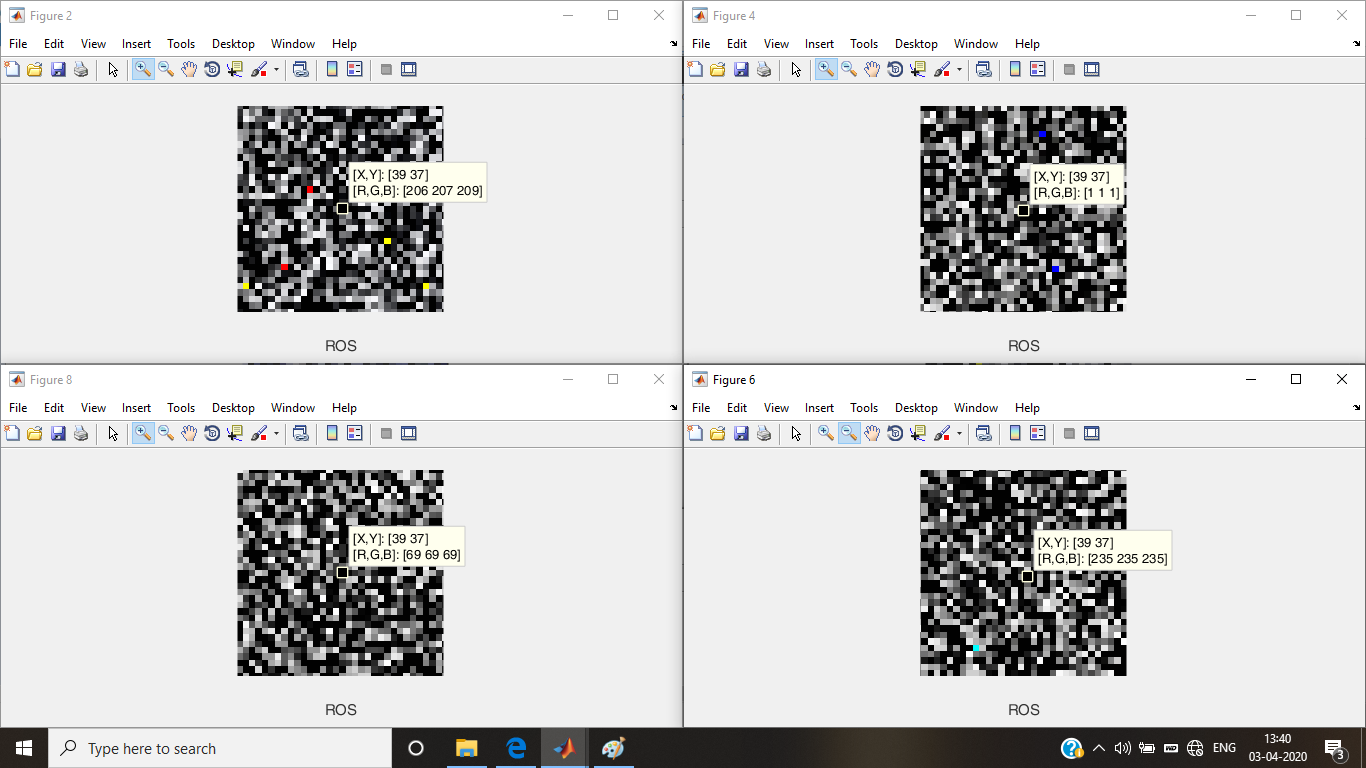 Figure 2
File Edit View Insert Tools Desktop Window Help
[X,Y]: [39 37]
[R,G,B]: [206 207 209]
ROS
Figure 4
File Edit View Insert Tools Desktop Window Help
[X,Y]: [39 37]
[R,G,B]: [1 1 1]
ROS
Figure 8
File Edit View Insert Tools Desktop Window Help
[X,Y]: [39 37]
[R,G,B]: [69 69 69]
ROS
Figure 6
File Edit View Insert Tools Desktop Window Help
[X,Y]: [39 37]
[R,G,B]: [235 235 235]
ROS
Type here to search
ENG
13:40
03-04-2020
3